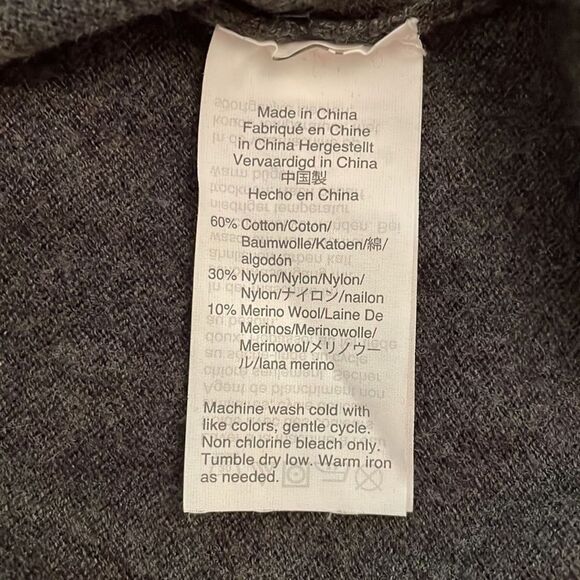 Made in China
Fabriqué en Chine
in China Hergestellt
Vervaardigd in China
中国製
Hecho en China
60% Cotton/Coton/
Baumwolle/Katoen/綿/
algodón
30% Nylon/Nylon/Nylon/
Nylon/ナイロン/nailon
10% Merino Wool/Laine De
Merinos/Merinowolle/
Merinowol/メリノウー
ル/lana merino
Machine wash cold with
like colors, gentle cycle.
Non chlorine bleach only.
Tumble dry low. Warm iron
as needed.